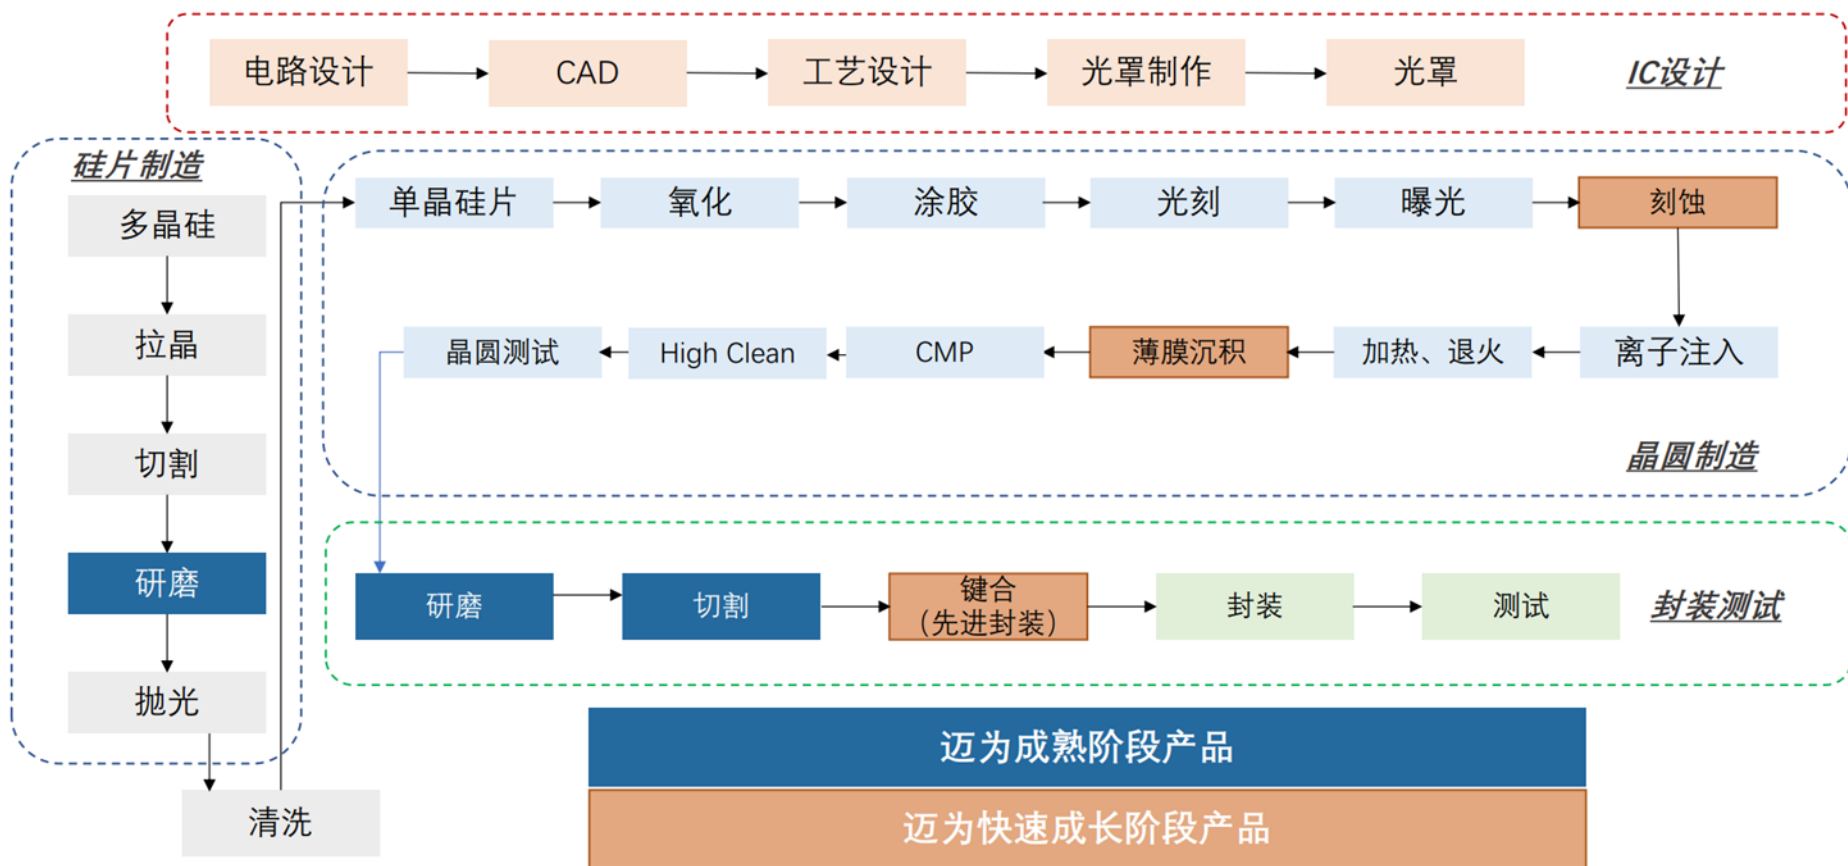 电路设计
CAD
工艺设计
光罩制作
光罩
IC设计
硅片制造
多晶硅
拉晶
切割
研磨
抛光
清洗
单晶硅片
氧化
涂胶
光刻
曝光
刻蚀
离子注入
加热、退火
薄膜沉积
CMP
High Clean
晶圆测试
晶圆制造
研磨
切割
键合
（先进封装）
封装
测试
封装测试
迈为成熟阶段产品
迈为快速成长阶段产品